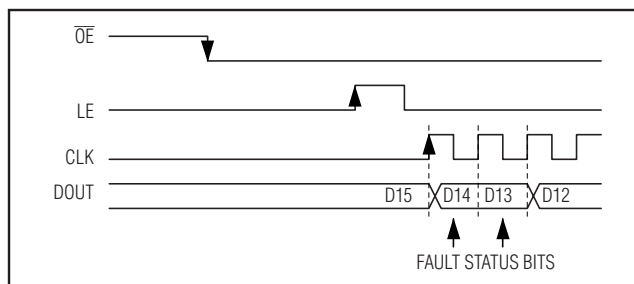 OE
LE
CLK
DOUT
D15 D14 D13 D12
FAULT STATUS BITS